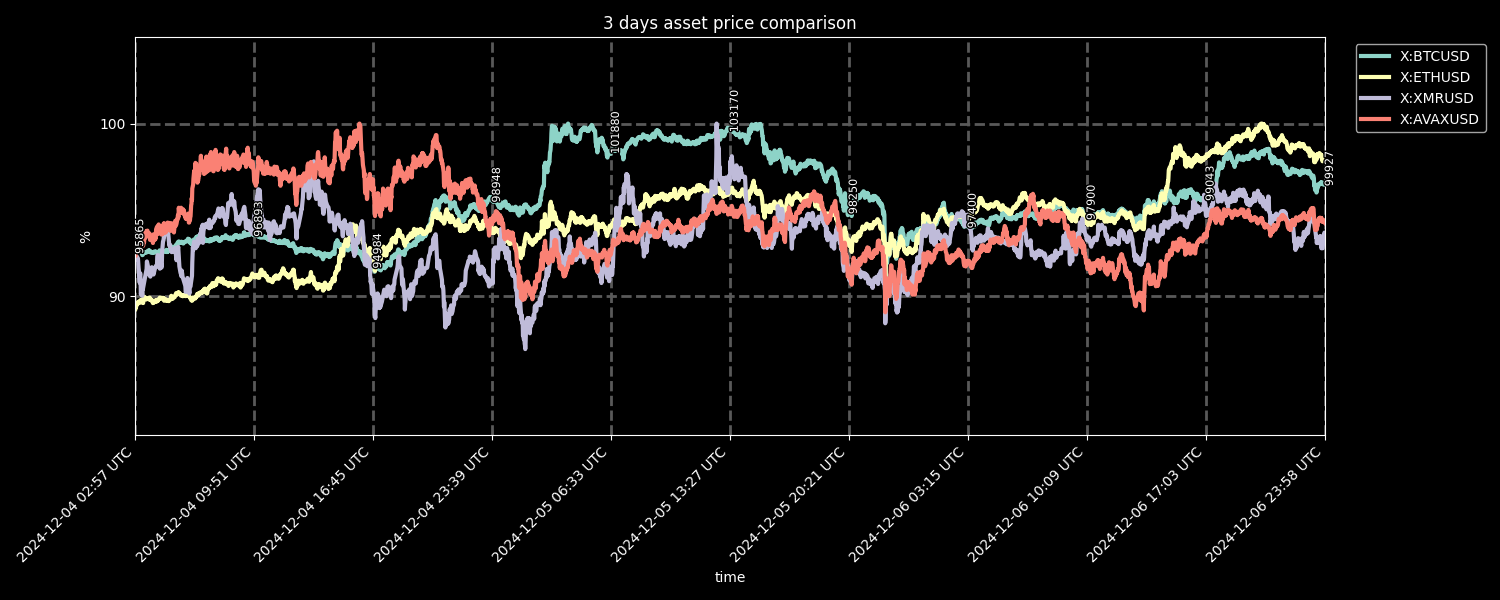 3 days asset price comparison
X:BTCUSD
X:ETHUSD
X:XMRUSD
X:AVAXUSD
100
90
%
95865
96893
94984
98948
101880
103170
98250
97400
97900
99043
99927
2024-12-04 02:57 UTC
2024-12-04 09:51 UTC
2024-12-04 16:45 UTC
2024-12-04 23:39 UTC
2024-12-05 06:33 UTC
2024-12-05 13:27 UTC
2024-12-05 20:21 UTC
2024-12-06 03:15 UTC
2024-12-06 10:09 UTC
2024-12-06 17:03 UTC
2024-12-06 23:58 UTC
time